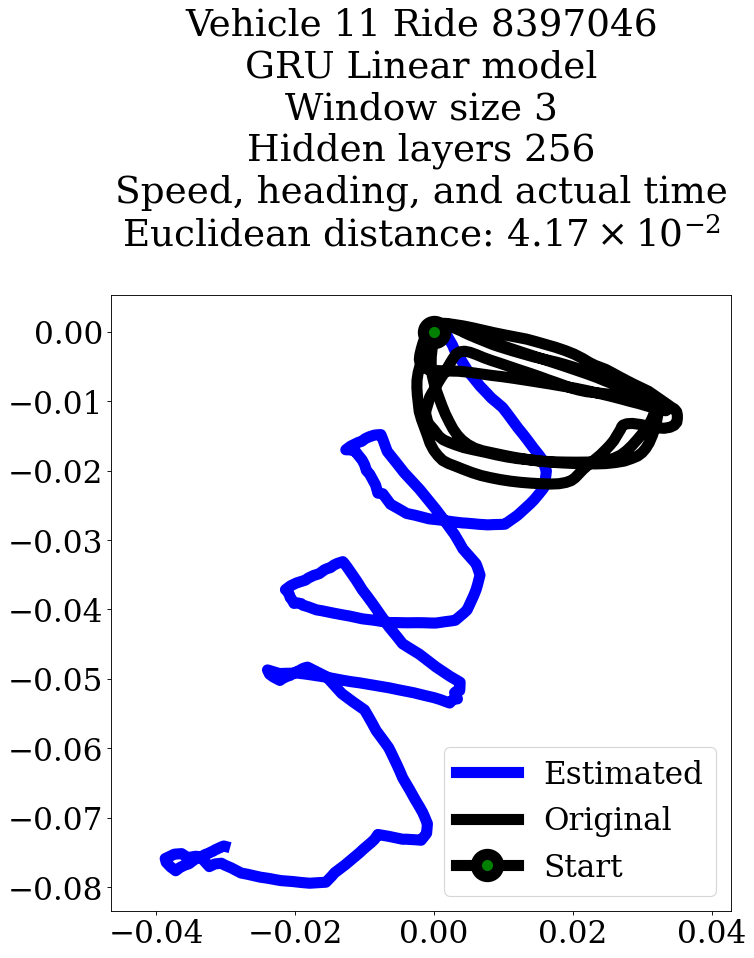 Vehicle 11 Ride 8397046
GRU Linear model
Window size 3
Hidden layers 256
Speed, heading, and actual time
Euclidean distance: 4.17 × 10⁻²
0.00
−0.01
−0.02
−0.03
−0.04
−0.05
−0.06
−0.07
−0.08
Estimated
Original
Start
−0.04 −0.02 0.00 0.02 0.04